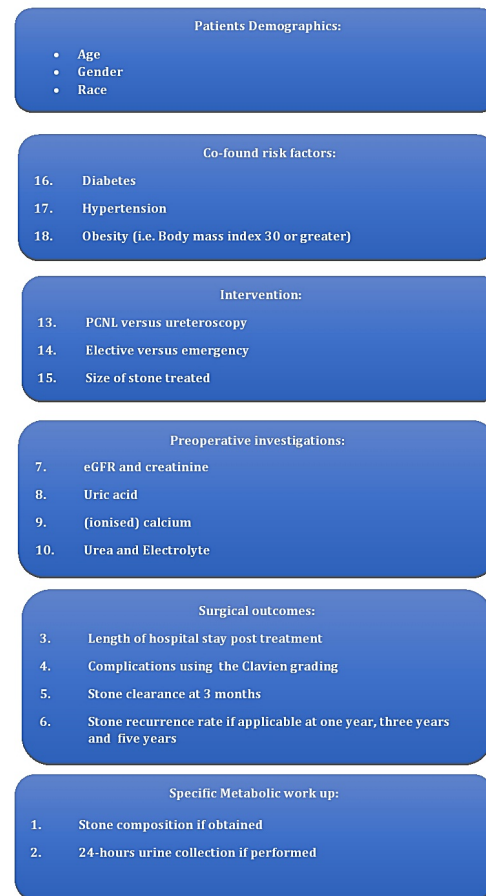 Patients Demographics:
• Age
• Gender
• Race
Co-found risk factors:
16. Diabetes
17. Hypertension
18. Obesity (i.e. Body mass index 30 or greater)
Intervention:
13. PCNL versus ureteroscopy
14. Elective versus emergency
15. Size of stone treated
Preoperative investigations:
7. eGFR and creatinine
8. Uric acid
9. (ionised) calcium
10. Urea and Electrolyte
Surgical outcomes:
3. Length of hospital stay post treatment
4. Complications using the Clavien grading
5. Stone clearance at 3 months
6. Stone recurrence rate if applicable at one year, three years
and five years
Specific Metabolic work up:
1. Stone composition if obtained
2. 24-hours urine collection if performed